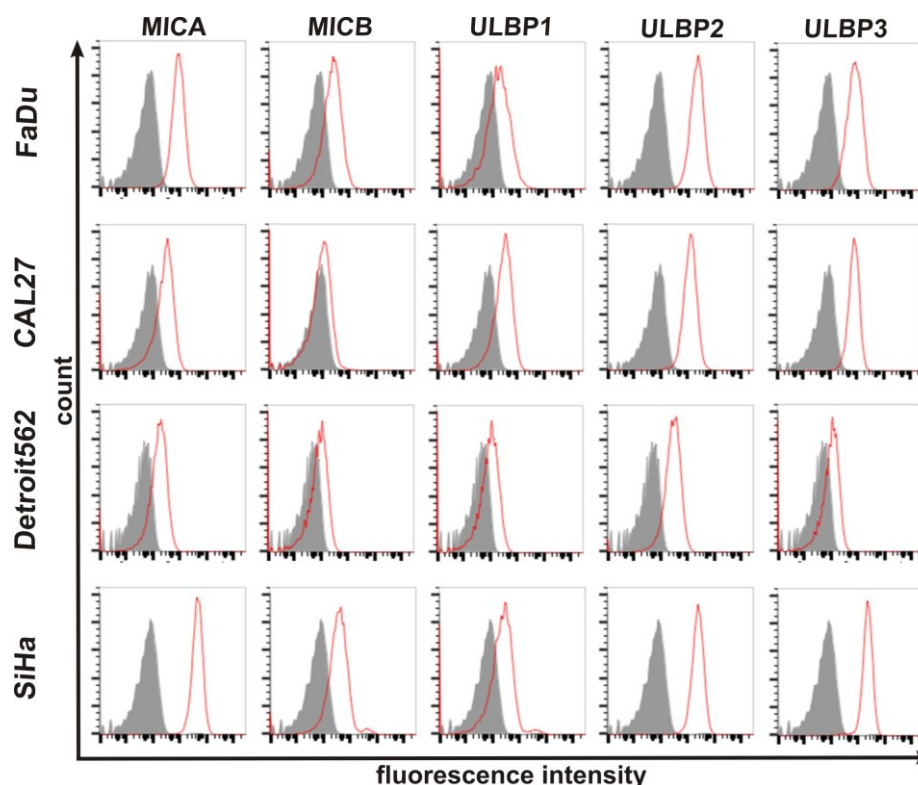 MICA MICB ULBP1 ULBP2 ULBP3
FaDu
CAL27
Detroit562
SiHa
count
fluorescence intensity